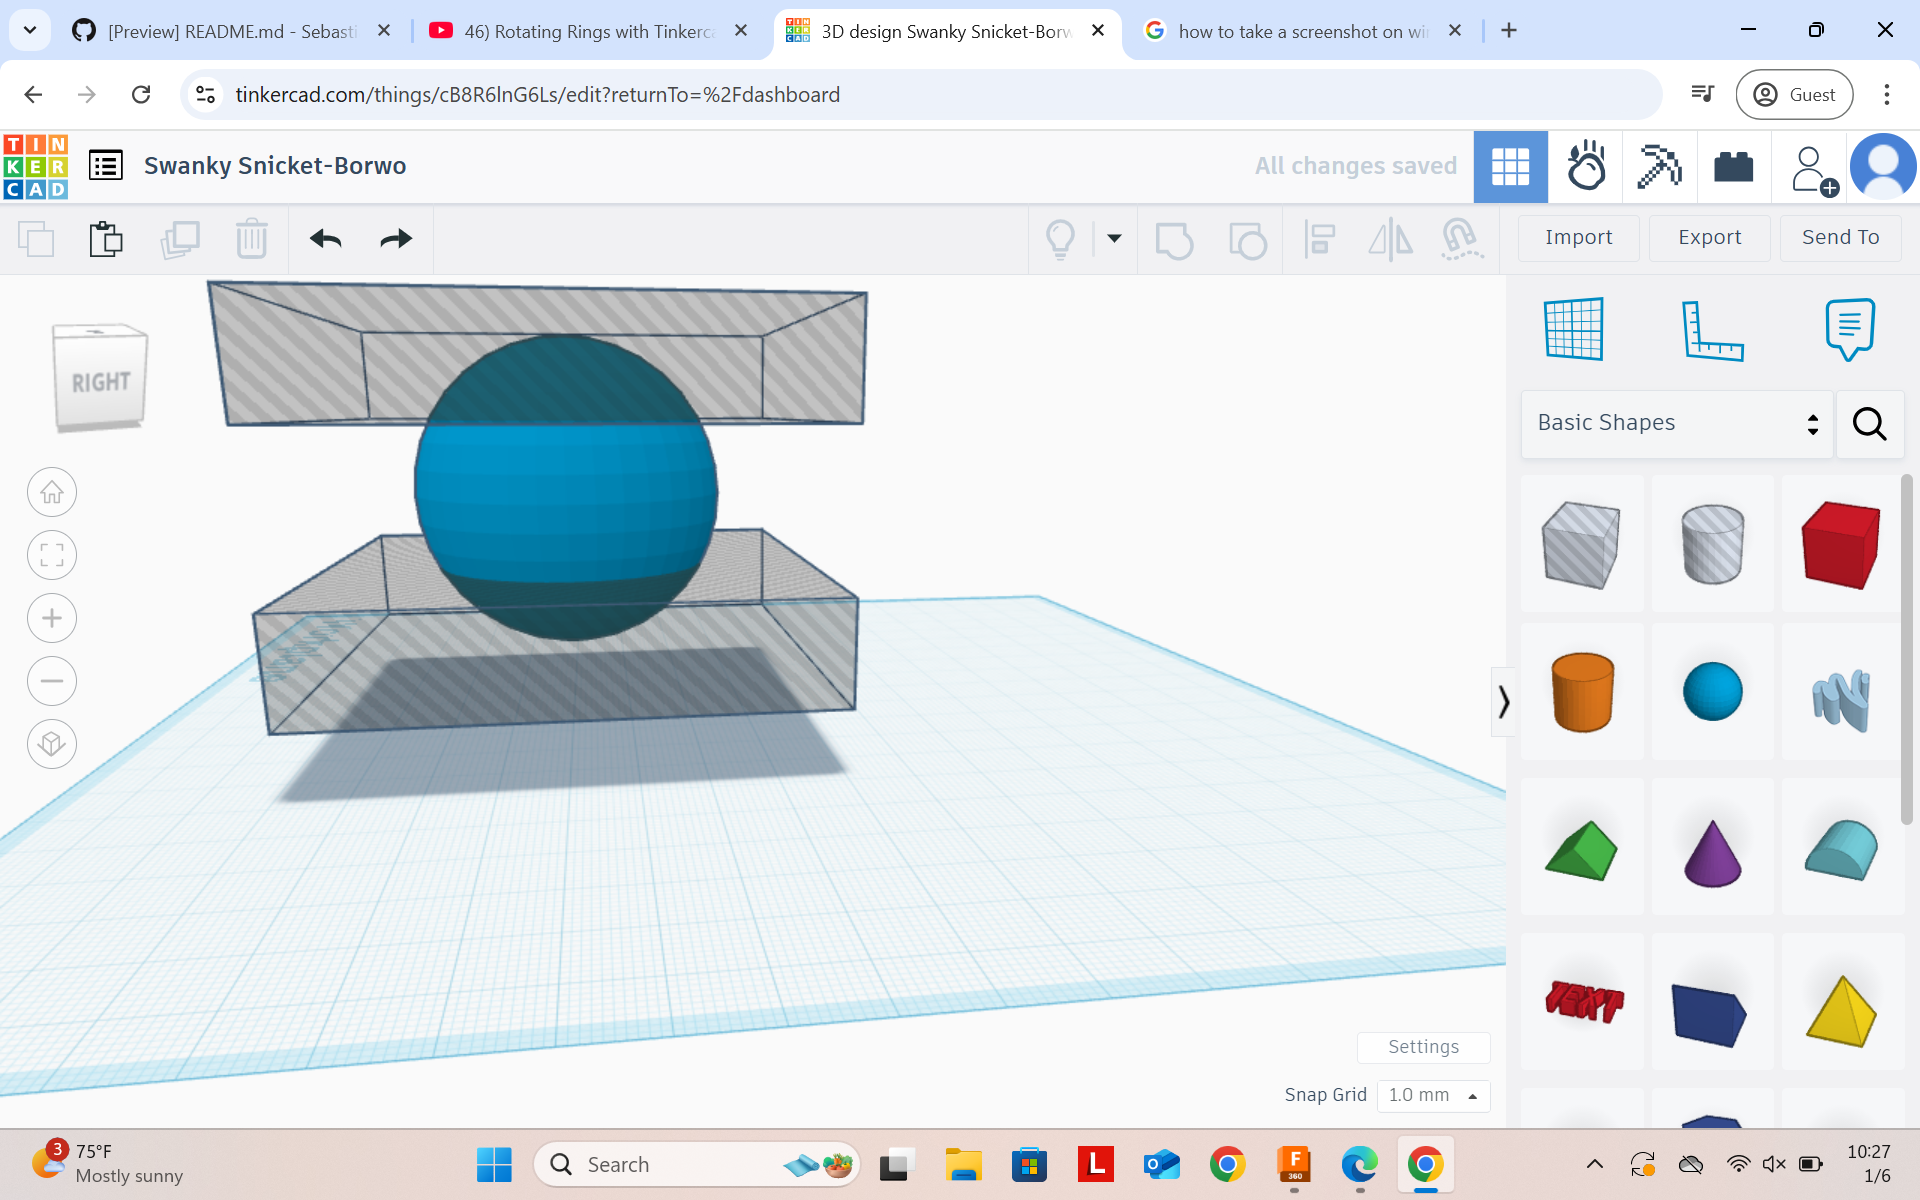 [Preview] README.md - Sebasti
46) Rotating Rings with Tinkerca
3D design Swanky Snicket-Borw
how to take a screenshot on wi
tinkercad.com/things/cB8R6lnG6Ls/edit?returnTo=%2Fdashboard
Guest
TIN
KER
CAD
Swanky Snicket-Borwo
All changes saved
Import
Export
Send To
RIGHT
Basic Shapes
TEXT
Settings
Snap Grid
1.0 mm
3
75°F
Mostly sunny
Search
L
F
360
10:27
1/6